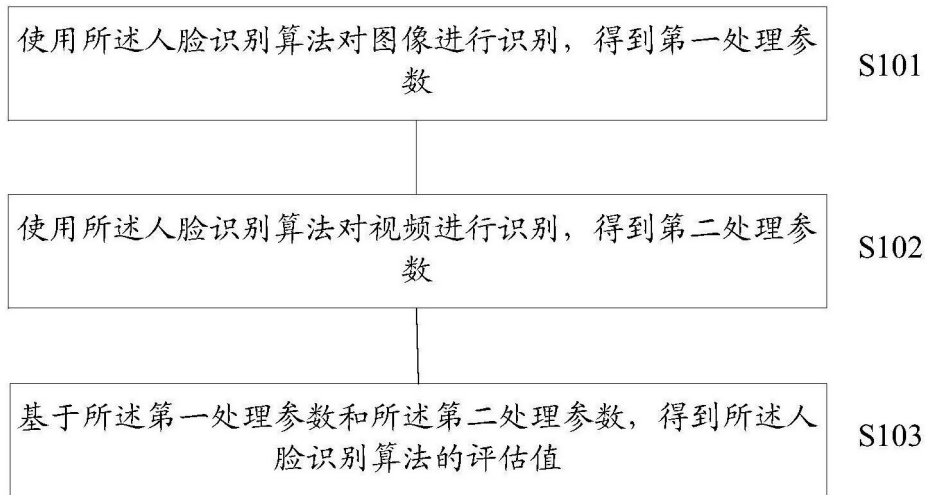 使用所述人脸识别算法对图像进行识别，得到第一处理参
数
S101
使用所述人脸识别算法对视频进行识别，得到第二处理参
数
S102
基于所述第一处理参数和所述第二处理参数，得到所述人
脸识别算法的评估值
S103